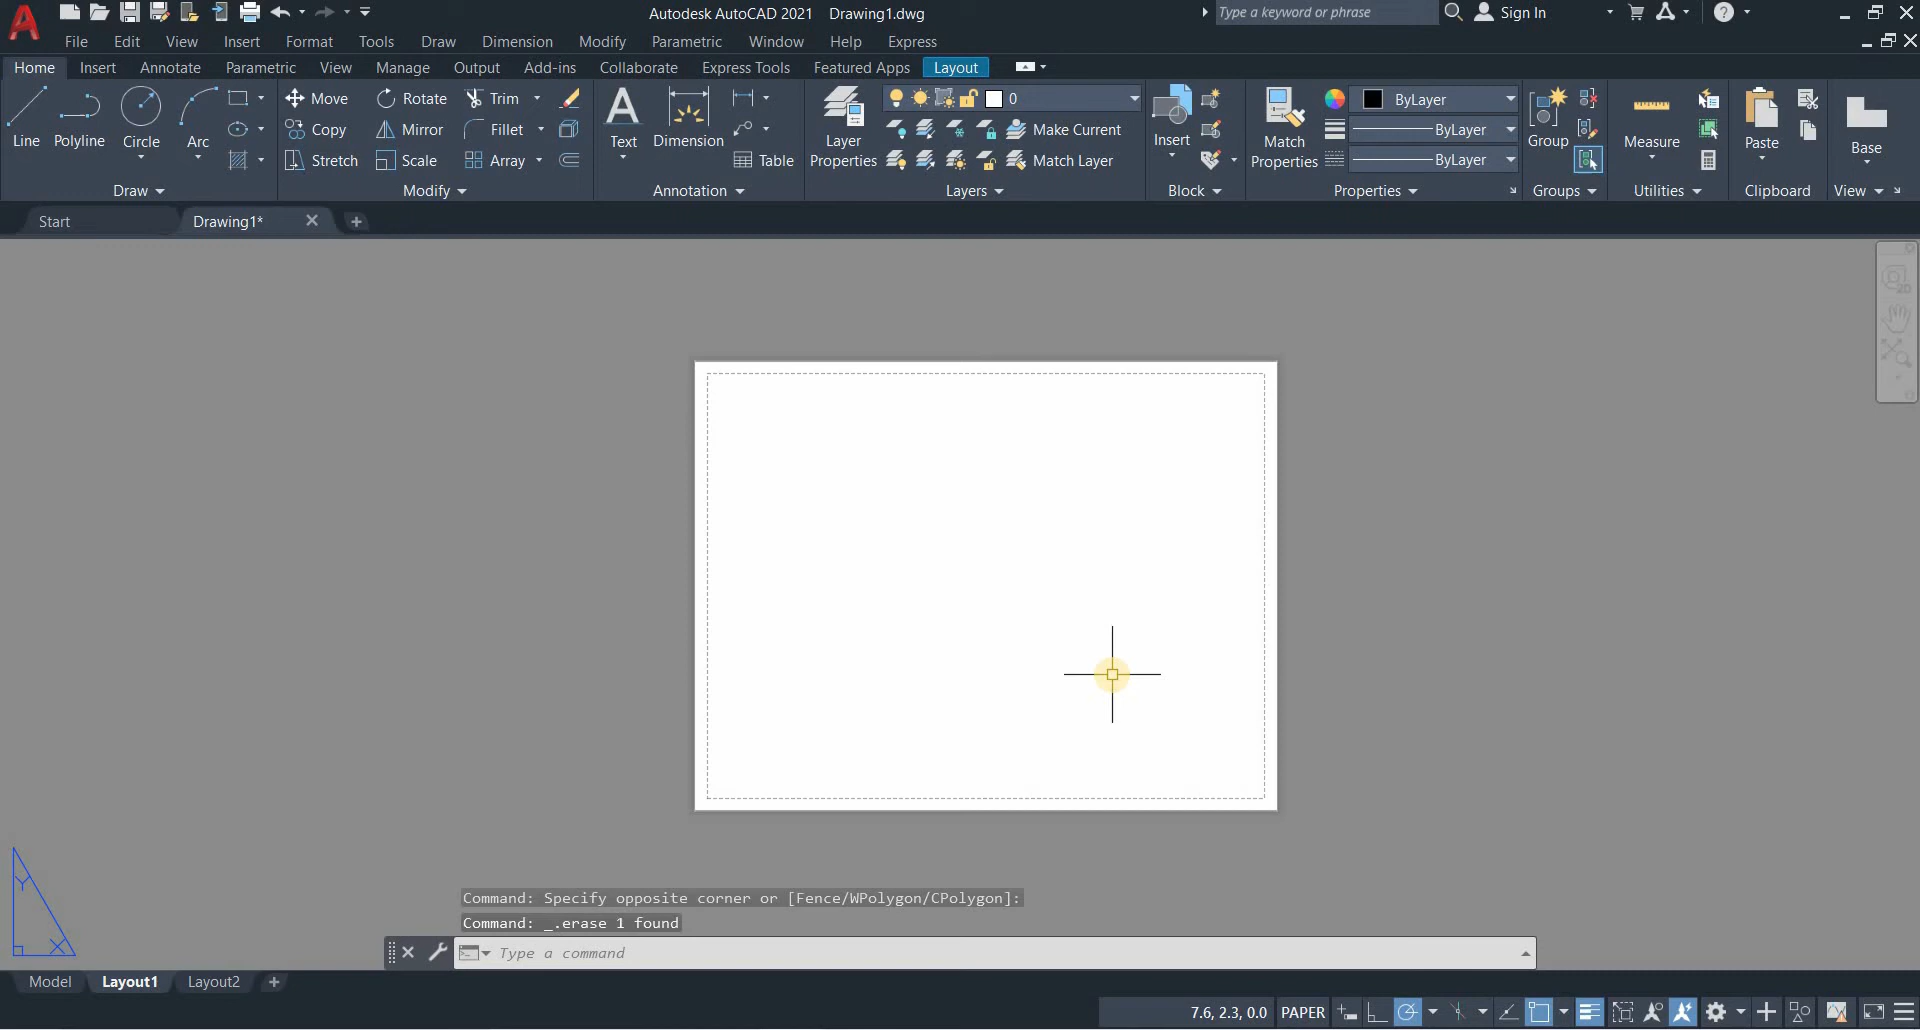 Autodesk AutoCAD 2021 Drawing1.dwg
Type a keyword or phrase
Sign In
File Edit View Insert Format Tools Draw Dimension Modify Parametric Window Help Express
Home Insert Annotate Parametric View Manage Output Add-ins Collaborate Express Tools Featured Apps Layout
Line
Polyline
Circle
Arc
Draw
Move
Rotate
Trim
Copy
Mirror
Fillet
Stretch
Scale
Array
Modify
Text
Dimension
Table
Annotation
Layer
Properties
0
Make Current
Match Layer
Layers
Insert
Block
Match
Properties
ByLayer
ByLayer
ByLayer
Properties
Group
Groups
Measure
Utilities
Paste
Clipboard
Base
View
Start
Drawing1*
2D
Y
X
Command: Specify opposite corner or [Fence/WPolygon/CPolygon]:
Command: _.erase 1 found
Type a command
Model Layout1 Layout2
7.6, 2.3, 0.0 PAPER